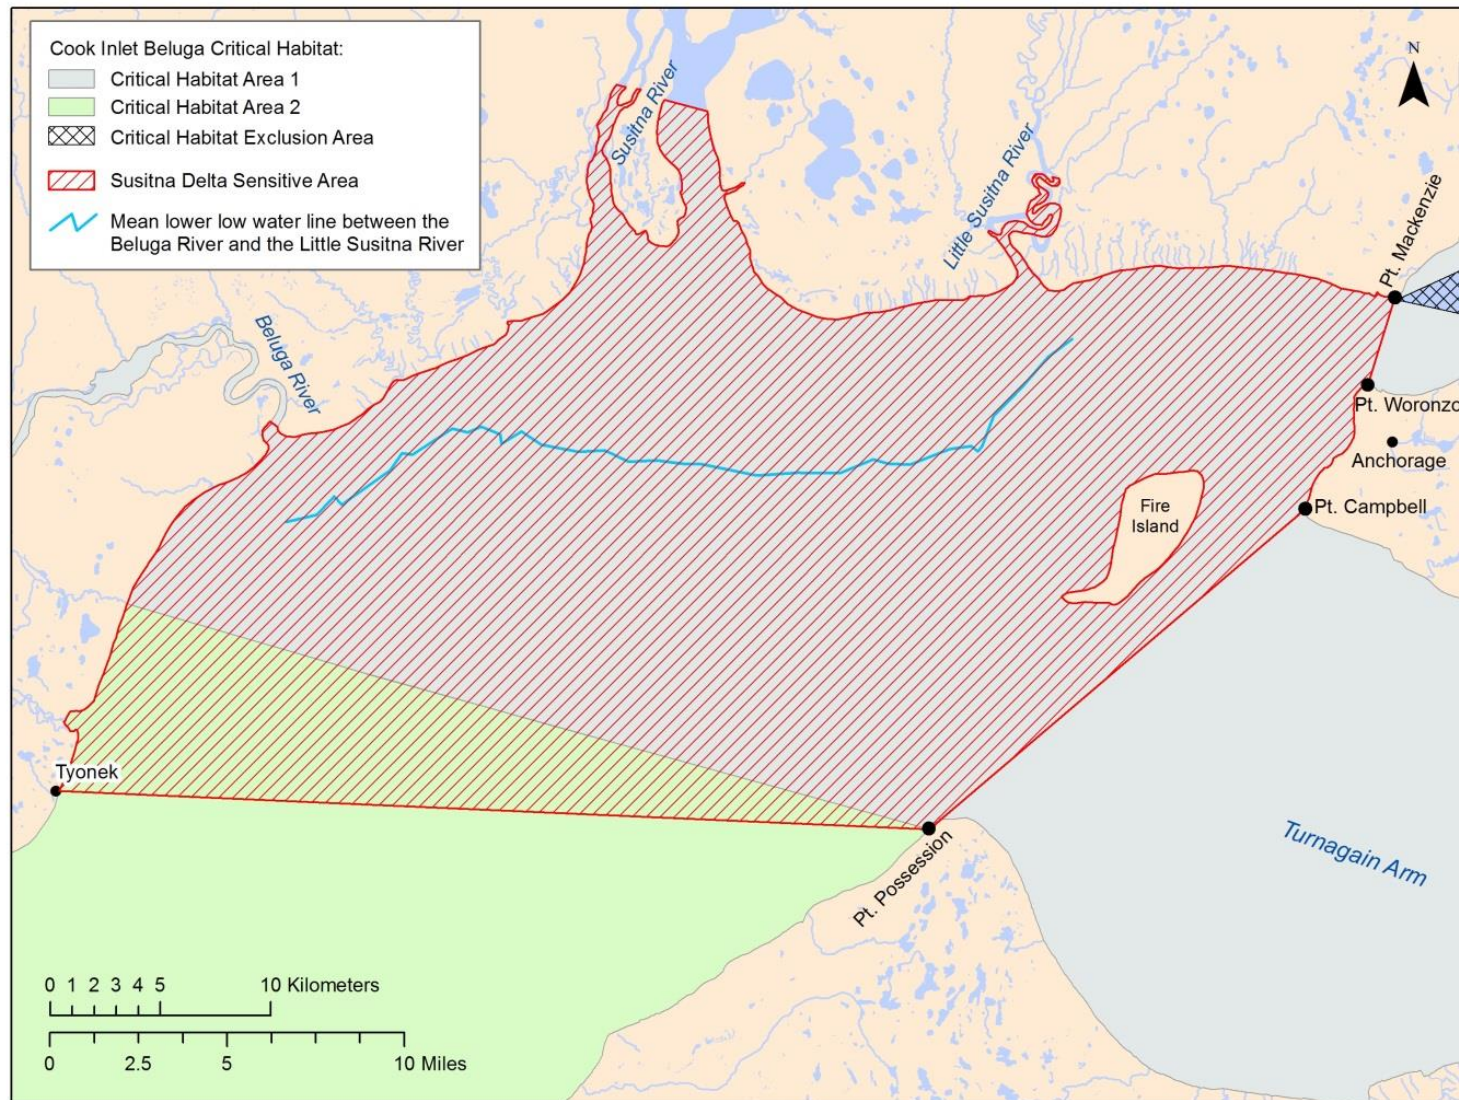 Cook Inlet Beluga Critical Habitat:
Critical Habitat Area 1
Critical Habitat Area 2
Critical Habitat Exclusion Area
Susitna Delta Sensitive Area
Mean lower low water line between the
Beluga River and the Little Susitna River
Susitna River
Little Susitna River
N
Pt. Mackenzie
Beluga River
Pt. Woronzo
Anchorage
Pt. Campbell
Fire
Island
Tyonek
Pt. Possession
Turnagain Arm
0 1 2 3 4 5 10 Kilometers
0 2.5 5 10 Miles